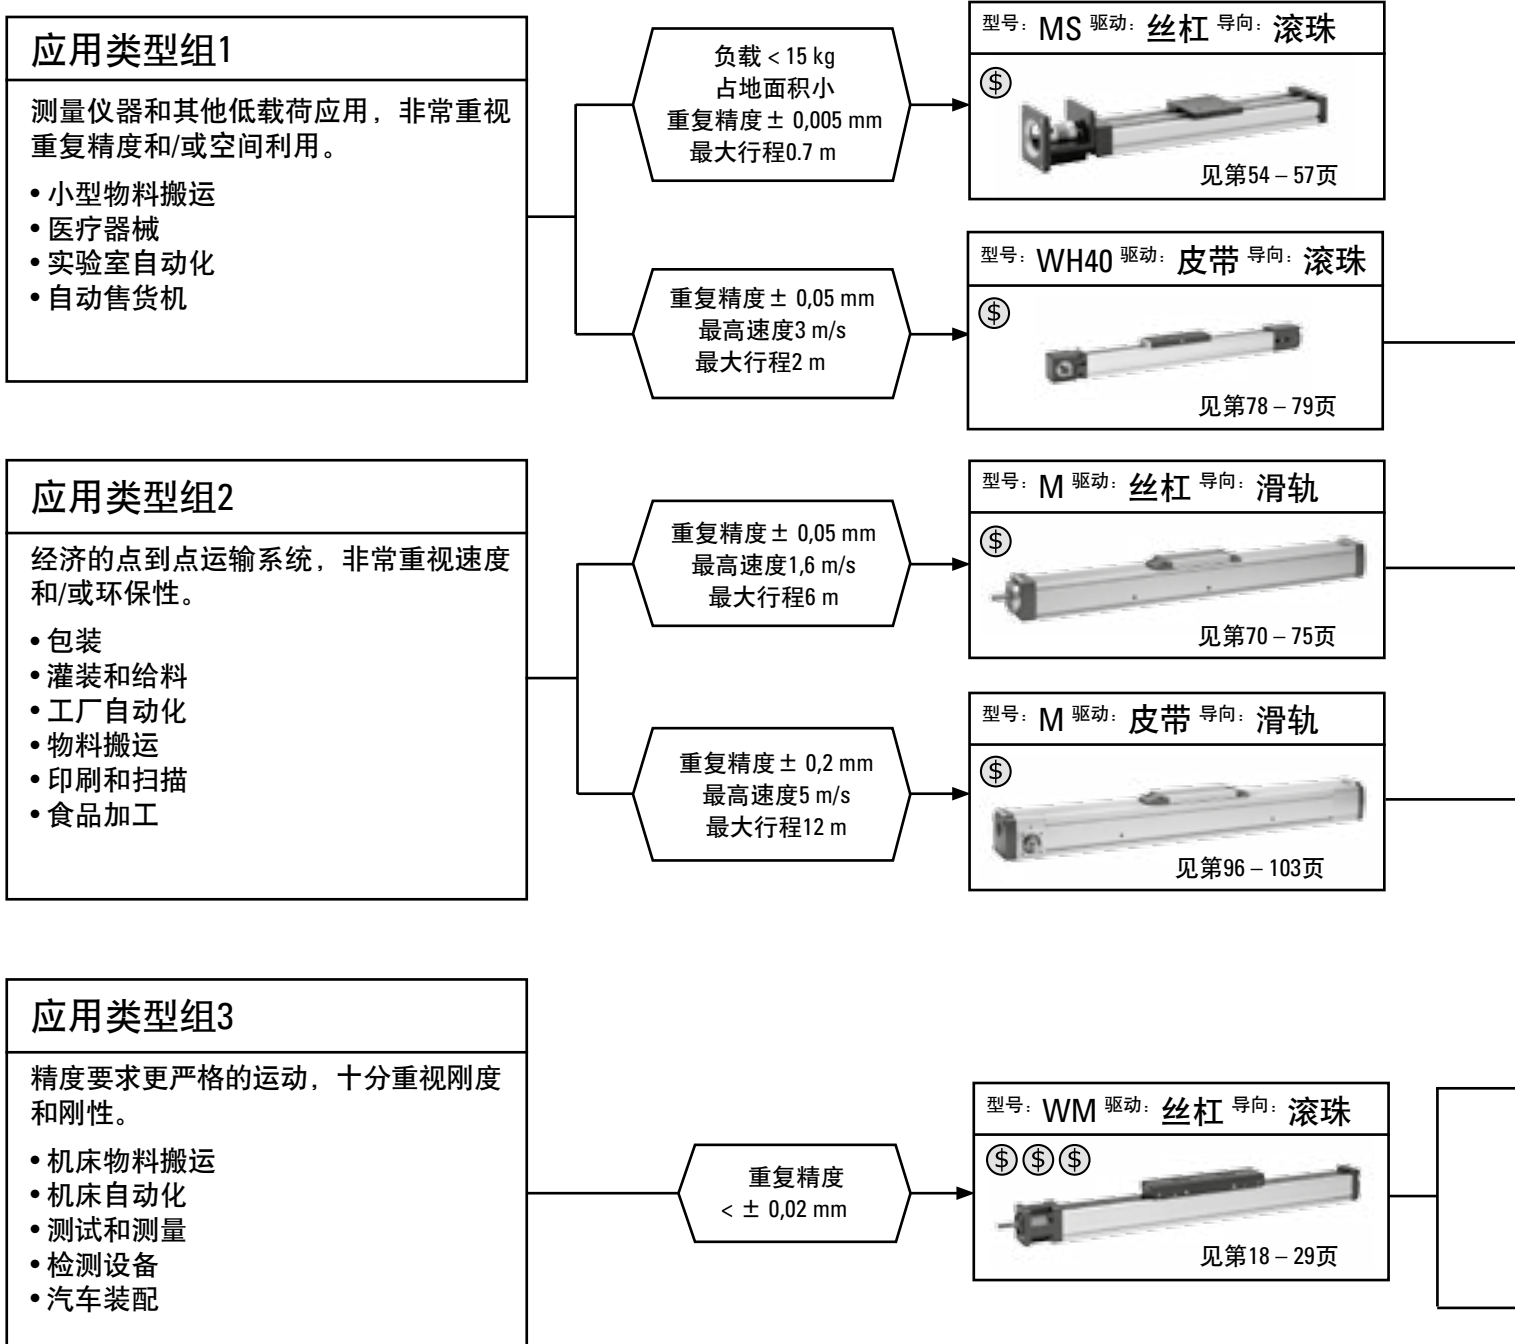 应用类型组1
测量仪器和其他低载荷应用，非常重视
重复精度和/或空间利用。
• 小型物料搬运
• 医疗器械
• 实验室自动化
• 自动售货机
负载 < 15 kg
占地面积小
重复精度 ± 0,005 mm
最大行程0.7 m
型号: MS 驱动: 丝杠 导向: 滚珠
$
见第54 – 57页
重复精度 ± 0,05 mm
最高速度3 m/s
最大行程2 m
型号: WH40 驱动: 皮带 导向: 滚珠
$
见第78 – 79页
应用类型组2
经济的点到点运输系统，非常重视速度
和/或环保性。
• 包装
• 灌装和给料
• 工厂自动化
• 物料搬运
• 印刷和扫描
• 食品加工
重复精度 ± 0,05 mm
最高速度1,6 m/s
最大行程6 m
型号: M 驱动: 丝杠 导向: 滑轨
$
见第70 – 75页
重复精度 ± 0,2 mm
最高速度5 m/s
最大行程12 m
型号: M 驱动: 皮带 导向: 滑轨
$
见第96 – 103页
应用类型组3
精度要求更严格的运动，十分重视刚度
和刚性。
• 机床物料搬运
• 机床自动化
• 测试和测量
• 检测设备
• 汽车装配
重复精度
< ± 0,02 mm
型号: WM 驱动: 丝杠 导向: 滚珠
$ $ $
见第18 – 29页